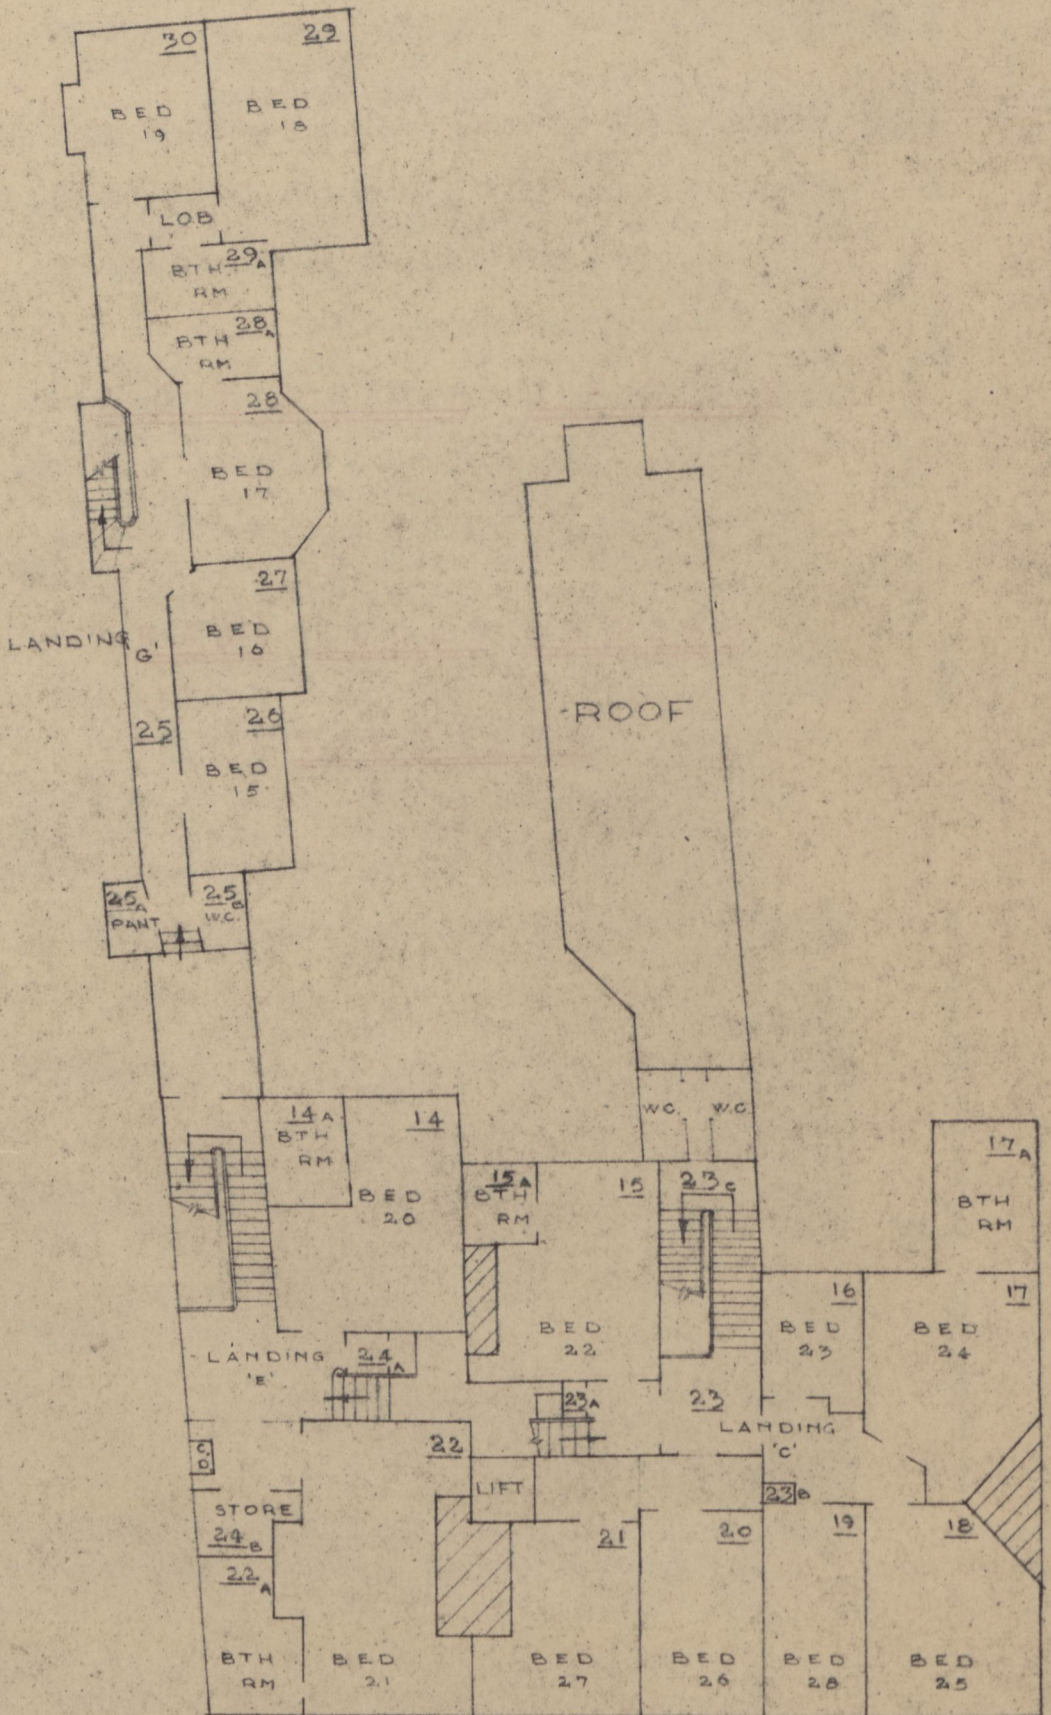 30
29
BED
19
BED
18
LOB
29A
BTH
RM
28A
BTH
RM
28
BED
17
27
LANDING
'G'
BED
16
25
26
BED
15
25A
PANT
25B
W.C.
ROOF
W.C. W.C.
14A
BTH
RM
14
BED
20
15A
BTH
RM
15
BED
22
23C
17A
BTH
RM
16
BED
23
17
BED
24
LANDING
'E'
24A
23A
23
LANDING
'C'
C
D.
22
LIFT
23B
STORE
24B
22A
BTH
RM
BED
21
21
BED
27
20
BED
26
19
BED
28
18
BED
25